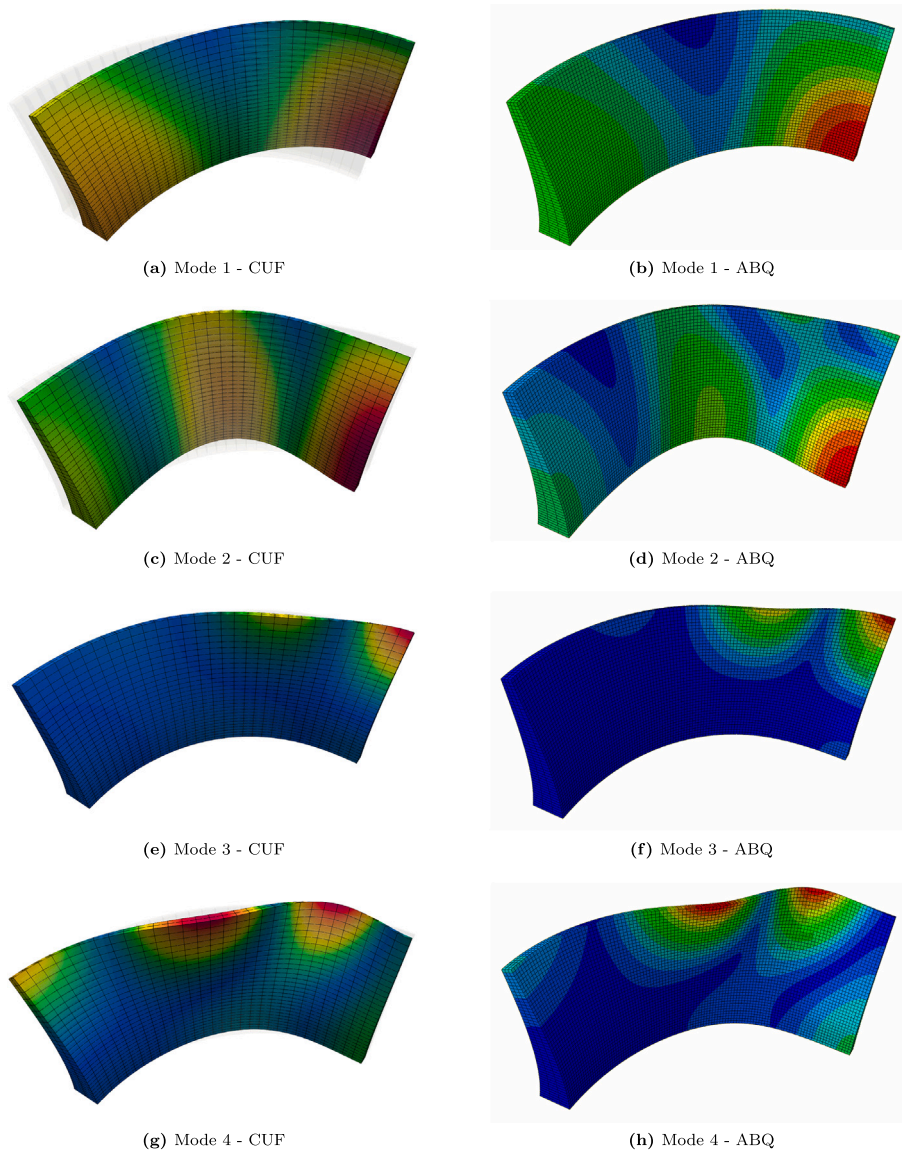 (a) Mode 1 - CUF
(b) Mode 1 - ABQ
(c) Mode 2 - CUF
(d) Mode 2 - ABQ
(e) Mode 3 - CUF
(f) Mode 3 - ABQ
(g) Mode 4 - CUF
(h) Mode 4 - ABQ